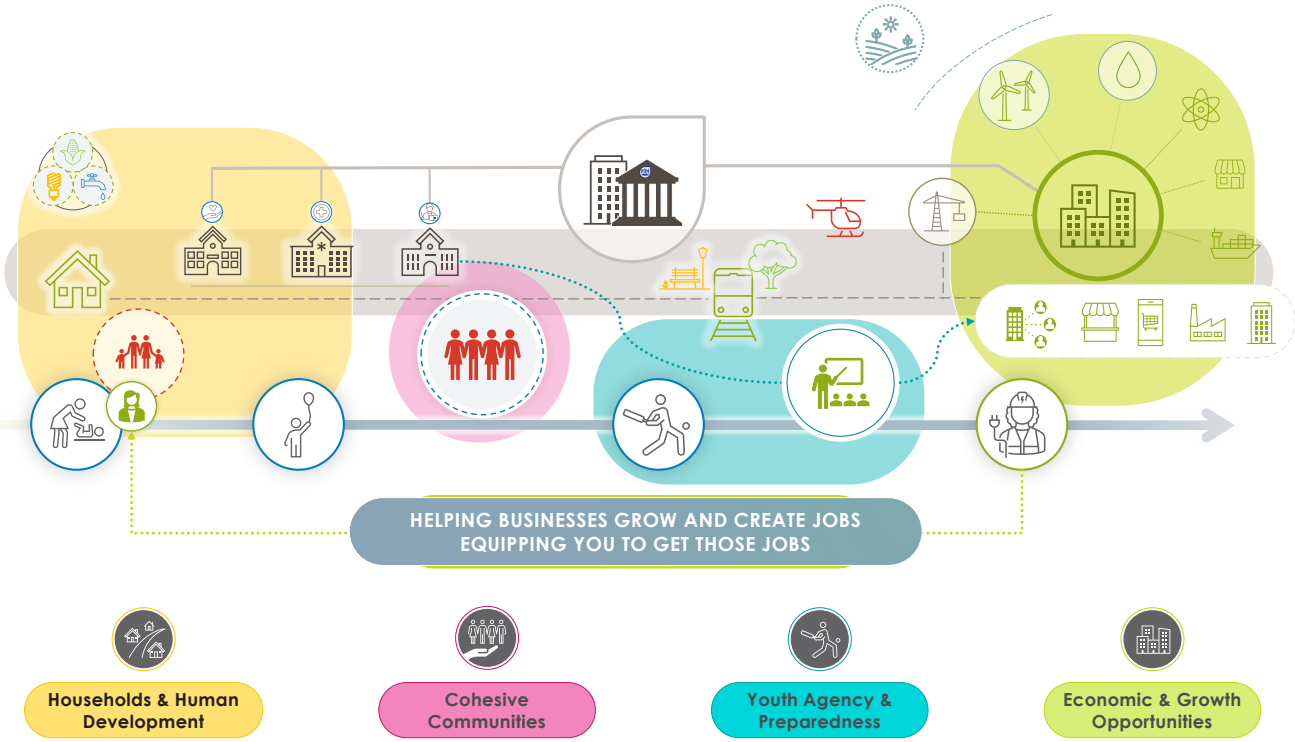 HELPING BUSINESSES GROW AND CREATE JOBS
EQUIPPING YOU TO GET THOSE JOBS
Households & Human
Development
Cohesive
Communities
Youth Agency &
Preparedness
Economic & Growth
Opportunities